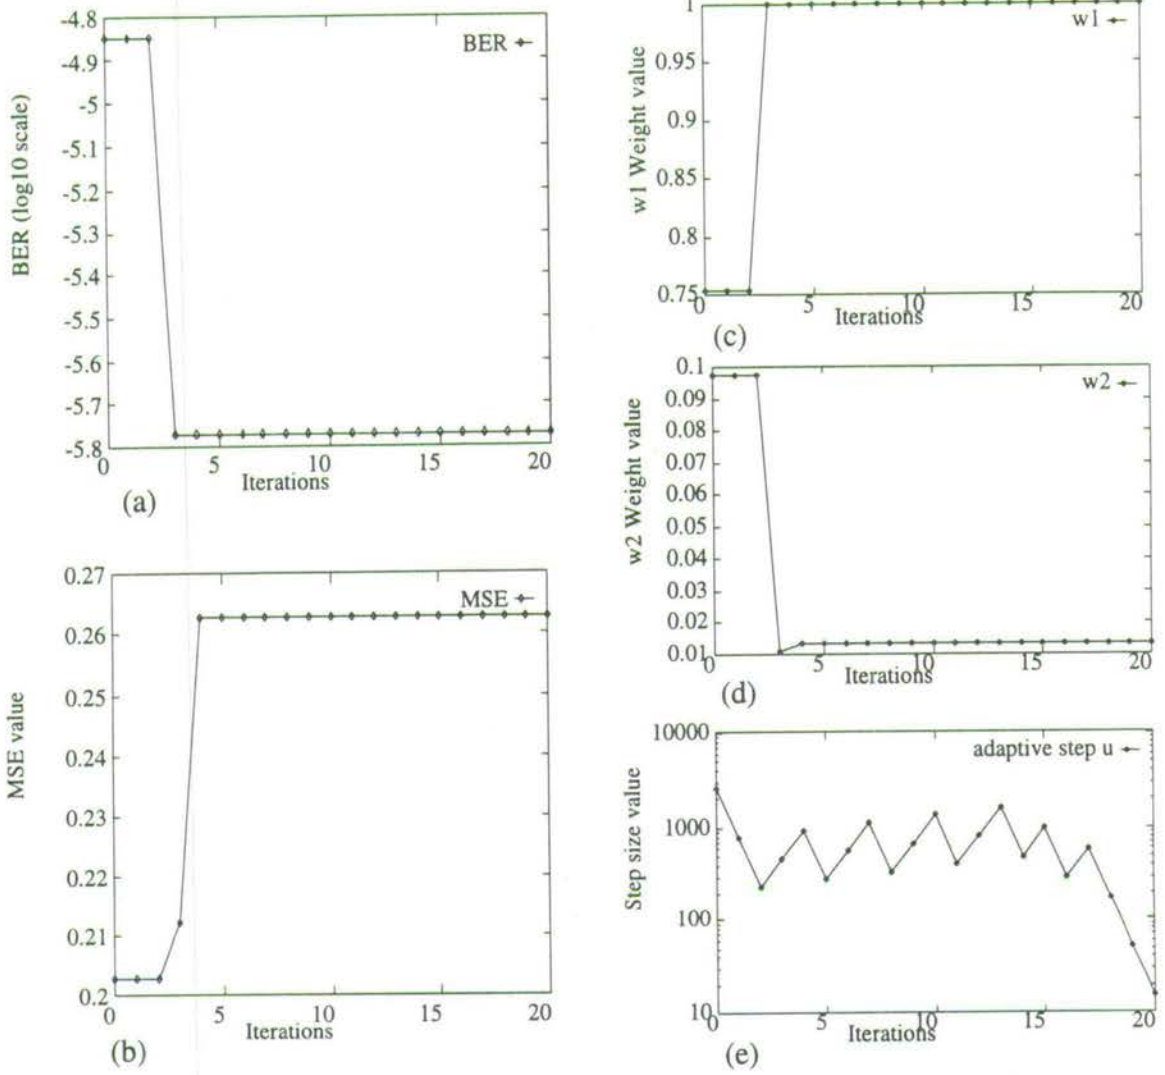 -4.8
-4.9
-5
-5.1
-5.2
-5.3
-5.4
-5.5
-5.6
-5.7
-5.8
BER (log10 scale)
BER
0 5 10 15 20
Iterations
(a)
0.27
0.26
0.25
0.24
0.23
0.22
0.21
0.2
MSE value
MSE
0 5 10 15 20
Iterations
(b)
1
0.95
0.9
0.85
0.8
0.75
w1 Weight value
w1
0 5 10 15 20
Iterations
(c)
0.1
0.09
0.08
0.07
0.06
0.05
0.04
0.03
0.02
0.01
w2 Weight value
w2
0 5 10 15 20
Iterations
(d)
10000
1000
100
10
Step size value
adaptive step u
0 5 10 15 20
Iterations
(e)